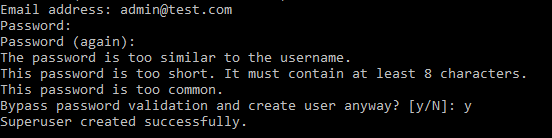 Email address: admin@test.com
Password:
Password (again):
The password is too similar to the username.
This password is too short. It must contain at least 8 characters.
This password is too common.
Bypass password validation and create user anyway? [y/N]: y
Superuser created successfully.